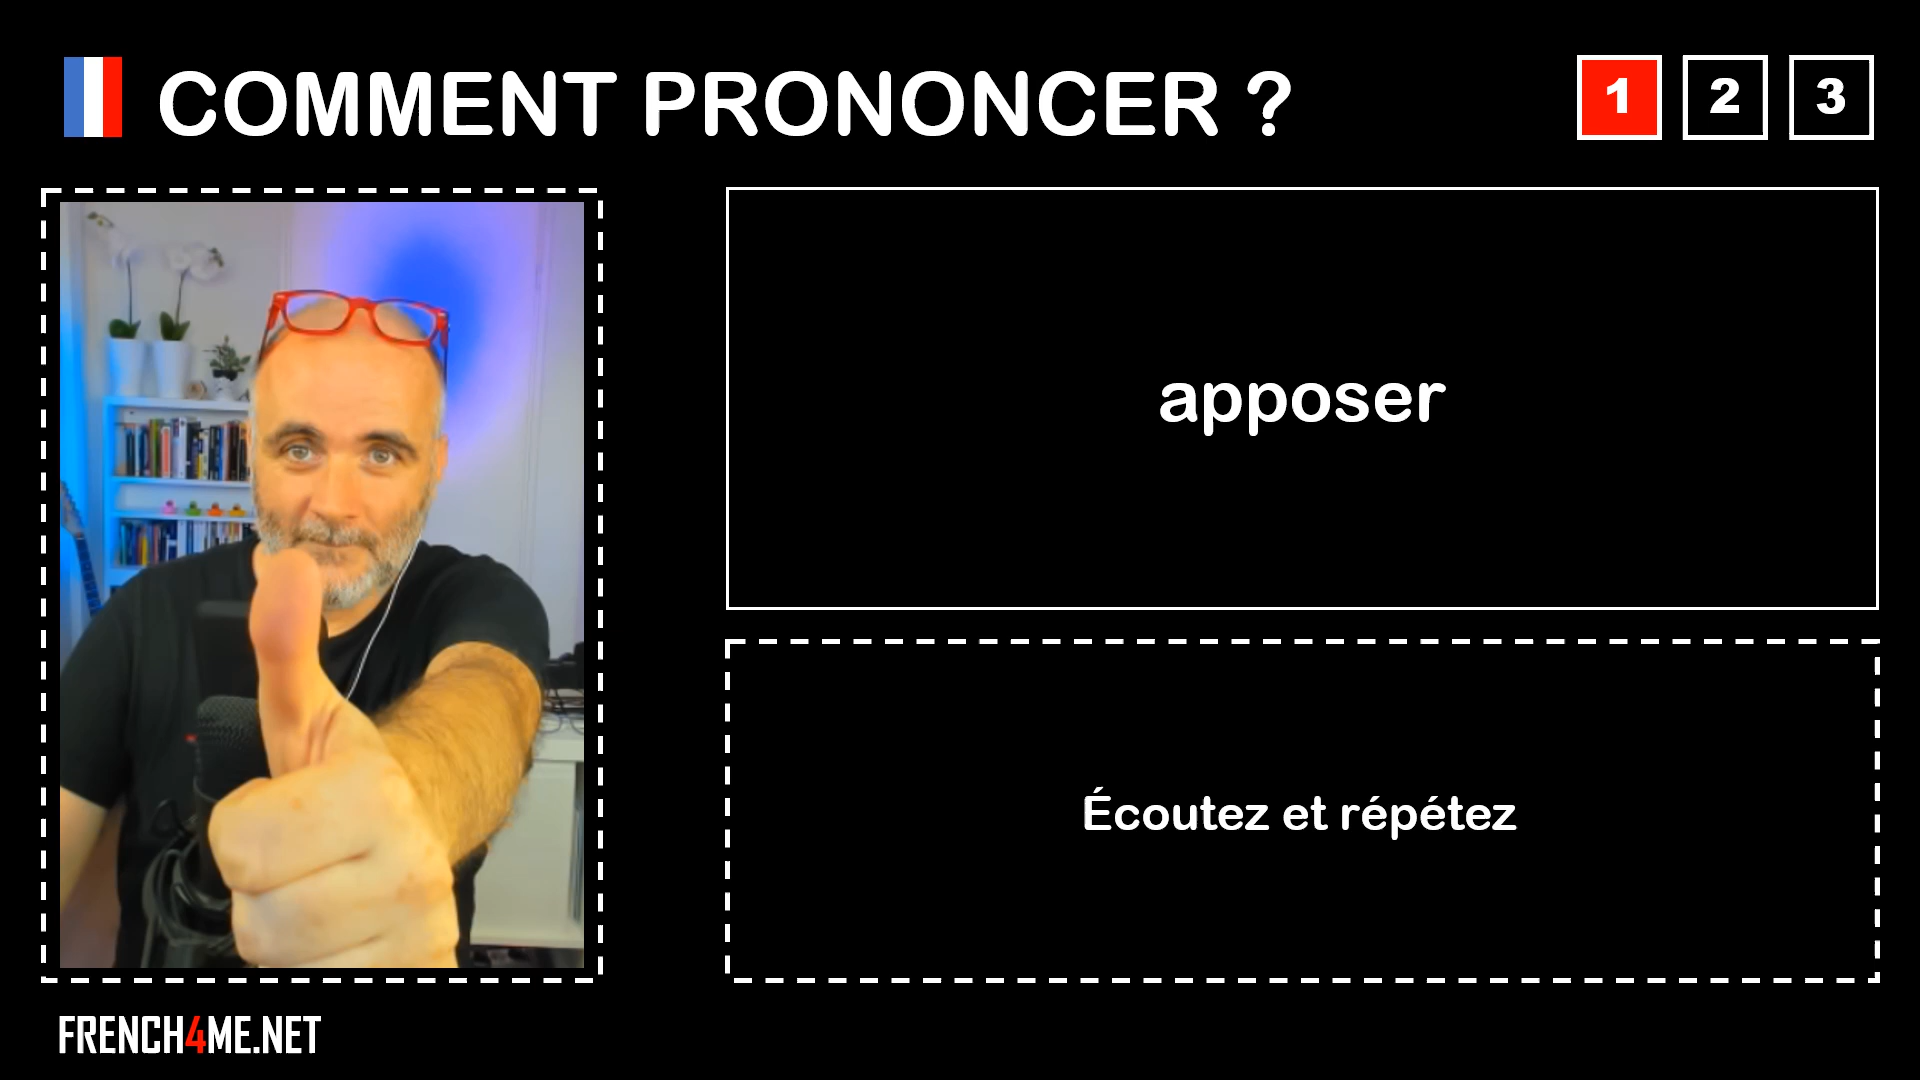 COMMENT PRONONCER ?
1 2 3
apposer
Écoutez et répétez
FRENCH4ME.NET